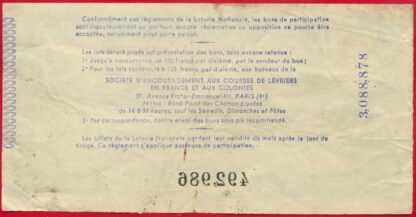 Conformément aux règlements de la Loterie Nationale, les bons de participation
sont rigoureusement au porteur, aucune réclamation ou opposition ne pourra être
acceptée, notamment pour perte ou vol.
Les lots seront payés sur présentation des bons, sans aucune retenue :
1° Jusqu'à concurrence de 150 francs par dixième, par le vendeur du bon ;
2° Pour les lots supérieurs à 150 francs par dixième, aux bureaux de la
SOCIÉTÉ D'ENCOURAGEMENT AUX COURSES DE LÉVRIERS
EN FRANCE ET AUX COLONIES
37, Avenue Victor-Emmanuel-III, PARIS (8e)
Métro : Rond-Point des Champs-Élysées
de 14 à 17 heures, sauf les Samedis, Dimanches et Fêtes.
3° Par correspondance, contre envoi des bons sous pli recommandé.
Les billets de la Loterie Nationale perdent leur validité six mois après le jour de
tirage. Ce règlement s'applique aux bons de participation.
3,088,878
492,986